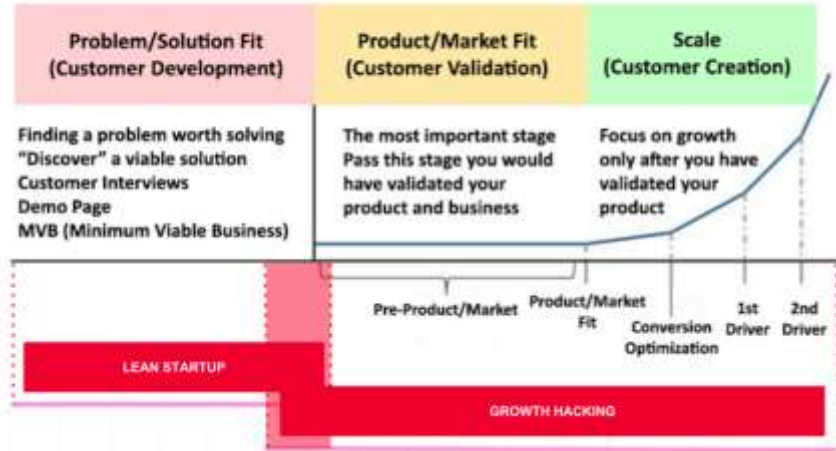 Problem/Solution Fit
(Customer Development)
Product/Market Fit
(Customer Validation)
Scale
(Customer Creation)
Finding a problem worth solving
"Discover" a viable solution
Customer Interviews
Demo Page
MVB (Minimum Viable Business)
The most important stage
Pass this stage you would
have validated your
product and business
Focus on growth
only after you have
validated your
product
Pre-Product/Market
Product/Market
Fit
Conversion
Optimization
1st
Driver
2nd
Driver
LEAN STARTUP
GROWTH HACKING